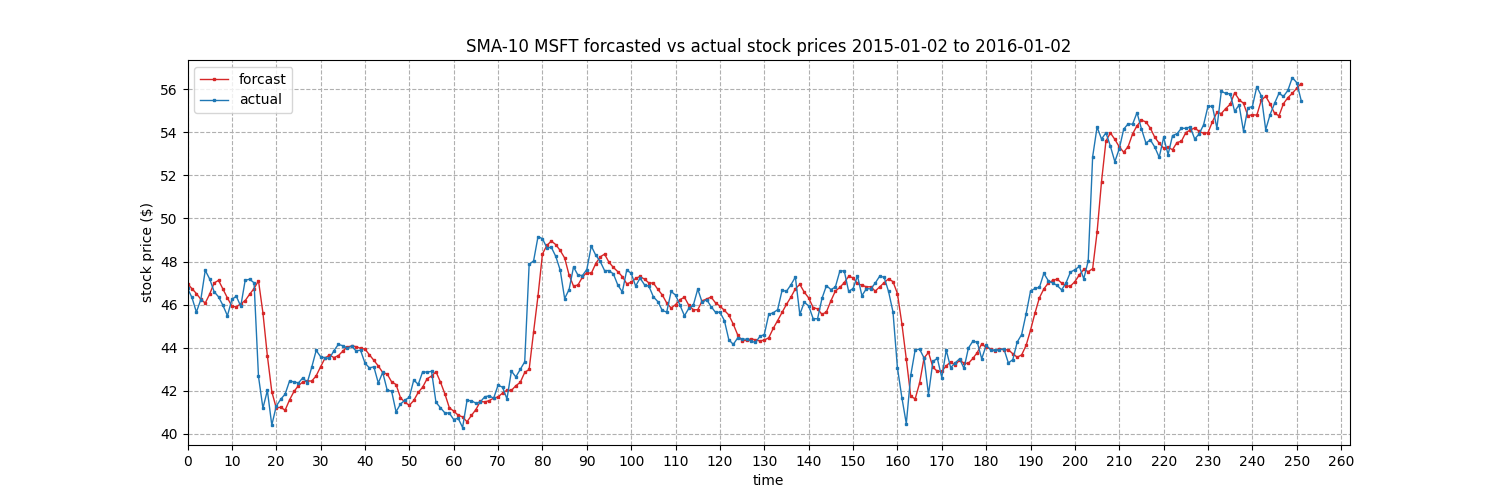 SMA-10 MSFT forcasted vs actual stock prices 2015-01-02 to 2016-01-02
forcast
actual
stock price ($)
56
54
52
50
48
46
44
42
40
0 10 20 30 40 50 60 70 80 90 100 110 120 130 140 150 160 170 180 190 200 210 220 230 240 250 260
time